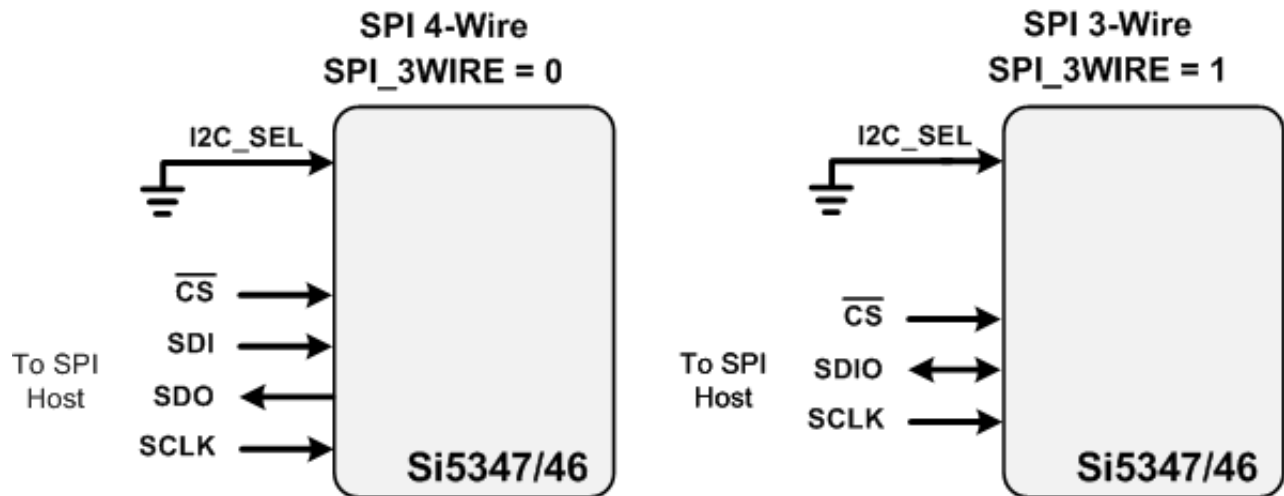 SPI 4-Wire
SPI_3WIRE = 0
I2C_SEL
CS
SDI
To SPI
Host
SDO
SCLK
Si5347/46
SPI 3-Wire
SPI_3WIRE = 1
I2C_SEL
CS
To SPI
Host
SDIO
SCLK
Si5347/46